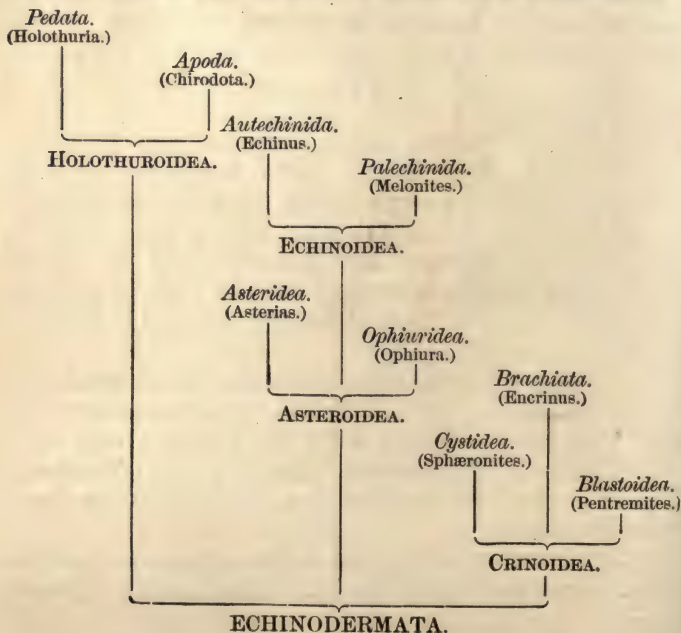 Pedata.
(Holothuria.)
Apoda.
(Chirodota.)
Autechinida.
(Echinus.)
HOLOTHUROIDEA.
Palechinida.
(Melonites.)
ECHINOIDEA.
Asteridea.
(Asterias.)
Ophiuridea.
(Ophiura.)
Brachiata.
(Encrinus.)
ASTEROIDEA.
Cystidea.
(Sphæronites.)
Blastoidea.
(Pentremites.)
CRINOIDEA.
ECHINODERMATA.